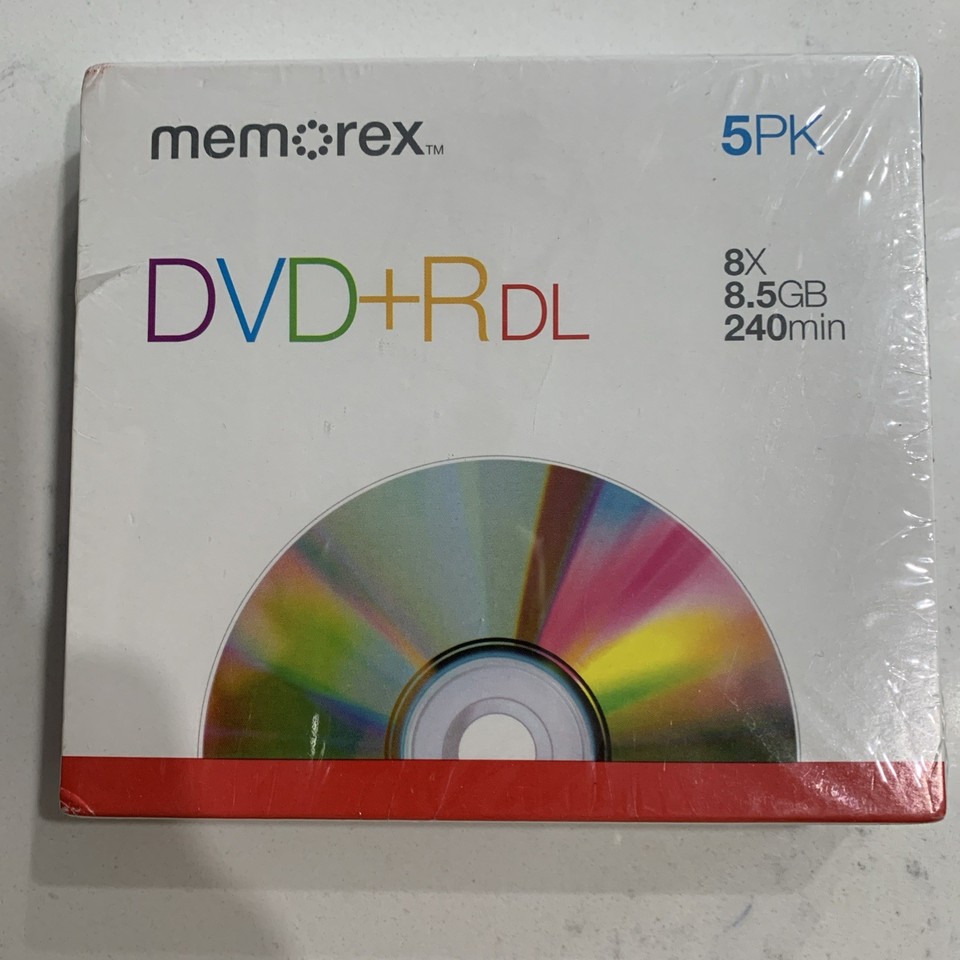 memorex™
5PK
DVD+R DL
8X
8.5GB
240min